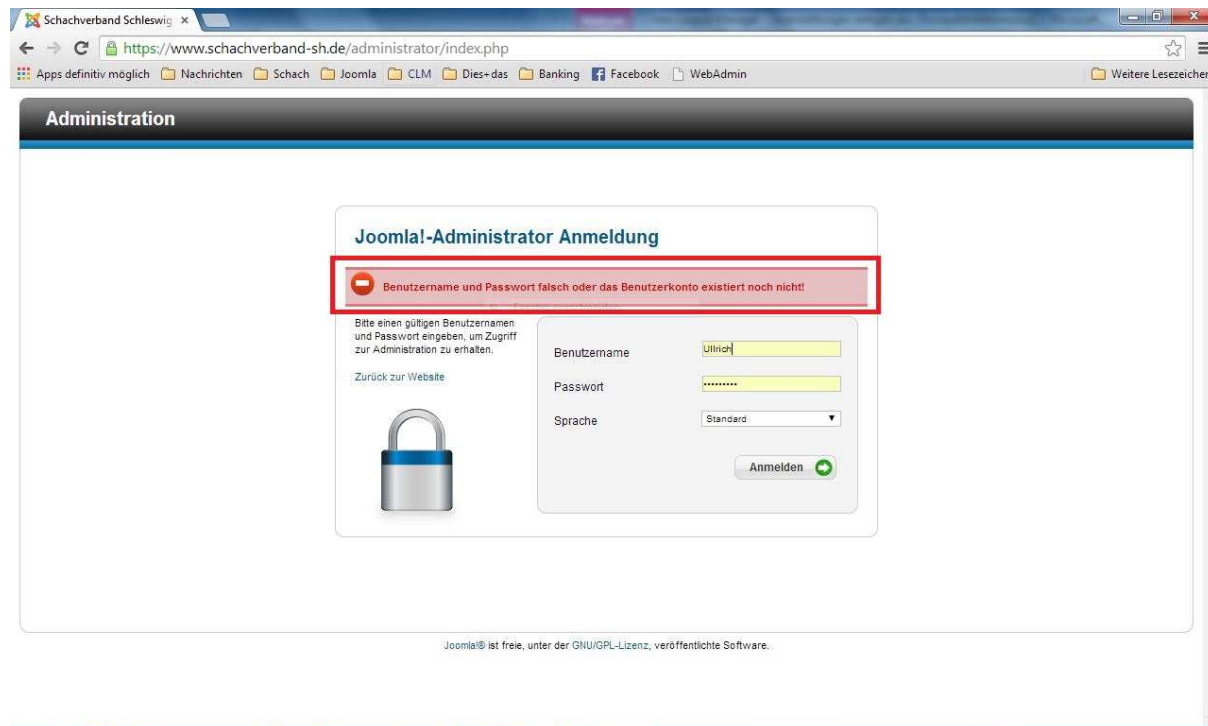 Schachverband Schleswig ×
https://www.schachverband-sh.de/administrator/index.php
Apps definitiv möglich Nachrichten Schach Joomla CLM Dies+das Banking Facebook WebAdmin Weitere Lesezeichen
Administration
Joomla!-Administrator Anmeldung
Benutzername und Passwort falsch oder das Benutzerkonto existiert noch nicht!
Bitte einen gültigen Benutzernamen
und Passwort eingeben, um Zugriff
zur Administration zu erhalten.
Zurück zur Website
Benutzername Ullrich
Passwort •••••••••
Sprache Standard
Anmelden
Joomla!® ist freie, unter der GNU/GPL-Lizenz, veröffentlichte Software.